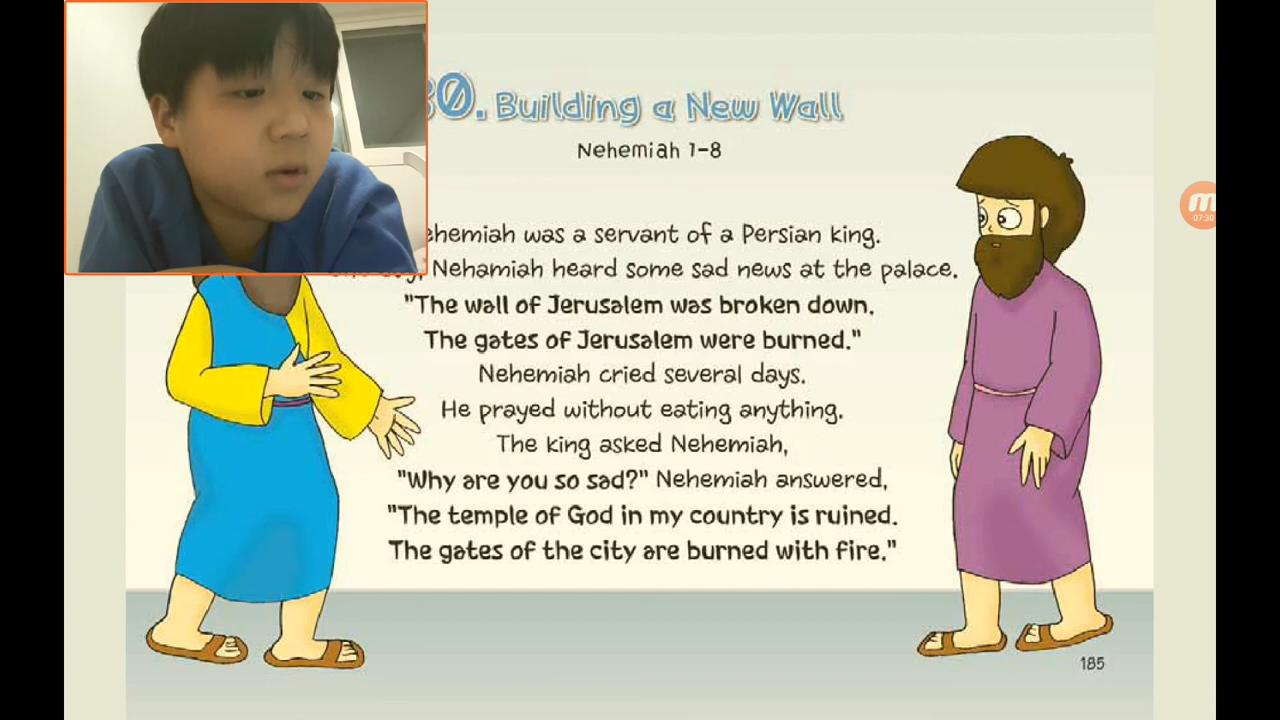 30. Building a New Wall
Nehemiah 1-8
ehemiah was a servant of a Persian king.
Nehamiah heard some sad news at the palace.
"The wall of Jerusalem was broken down.
The gates of Jerusalem were burned."
Nehemiah cried several days.
He prayed without eating anything.
The king asked Nehemiah,
"Why are you so sad?" Nehemiah answered,
"The temple of God in my country is ruined.
The gates of the city are burned with fire."
185
07:30